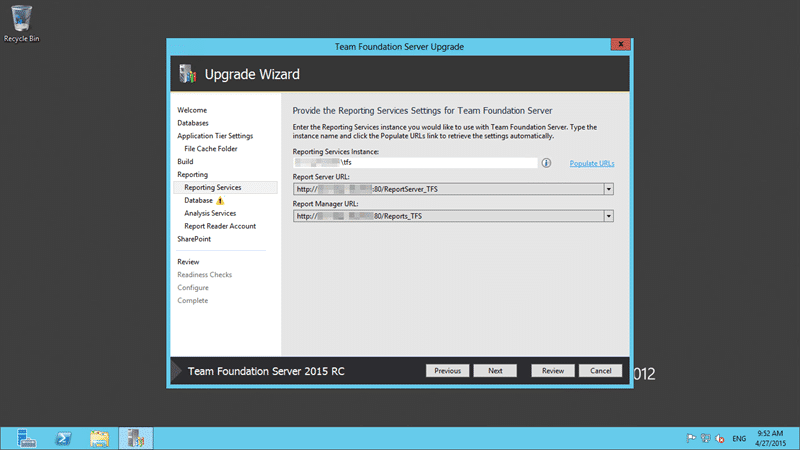 Recycle Bin
Team Foundation Server Upgrade
x
Upgrade Wizard
Welcome
Databases
Application Tier Settings
File Cache Folder
Build
Reporting
Reporting Services
Database
Analysis Services
Report Reader Account
SharePoint
Review
Readiness Checks
Configure
Complete
Provide the Reporting Services Settings for Team Foundation Server
Enter the Reporting Services instance you would like to use with Team Foundation Server. Type the
instance name and click the Populate URLs link to retrieve the settings automatically.
Reporting Services Instance:
\tfs
Populate URLs
Report Server URL:
http:// :80/ReportServer_TFS
Report Manager URL:
http:// 80/Reports_TFS
Team Foundation Server 2015 RC
Previous
Next
Review
Cancel
012
ENG
9:52 AM
4/27/2015